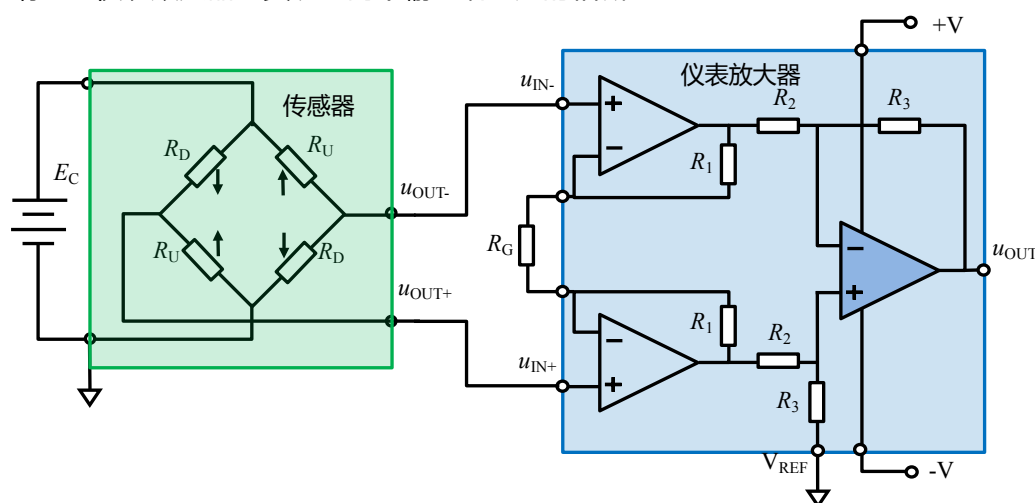 +V
仪表放大器
传感器
u_IN-
R_2
R_3
R_D
R_U
R_1
E_C
u_OUT-
R_U
R_D
R_G
u_OUT
u_OUT+
R_1
R_2
u_IN+
R_3
V_REF
-V